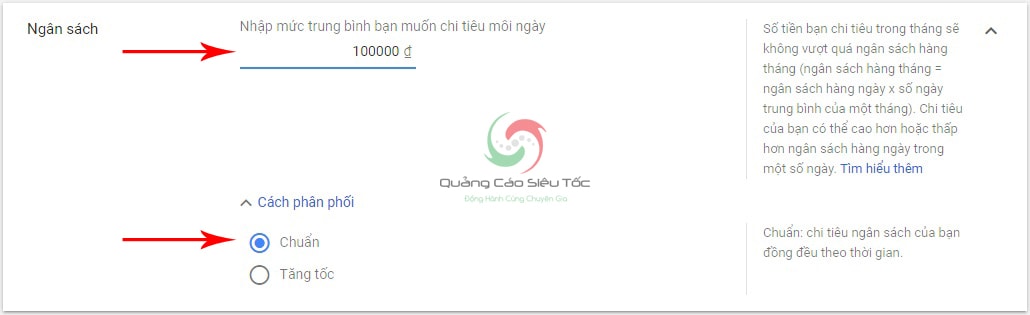 Ngân sách
Nhập mức trung bình bạn muốn chi tiêu mỗi ngày
100000 ₫
Số tiền bạn chi tiêu trong tháng sẽ
không vượt quá ngân sách hàng
tháng (ngân sách hàng tháng =
ngân sách hàng ngày x số ngày
trung bình của một tháng). Chi tiêu
của bạn có thể cao hơn hoặc thấp
hơn ngân sách hàng ngày trong
một số ngày. Tìm hiểu thêm
Quảng Cáo Siêu Tốc
Đồng Hành Cùng Chuyên Gia
Cách phân phối
Chuẩn
Tăng tốc
Chuẩn: chi tiêu ngân sách của bạn
đồng đều theo thời gian.